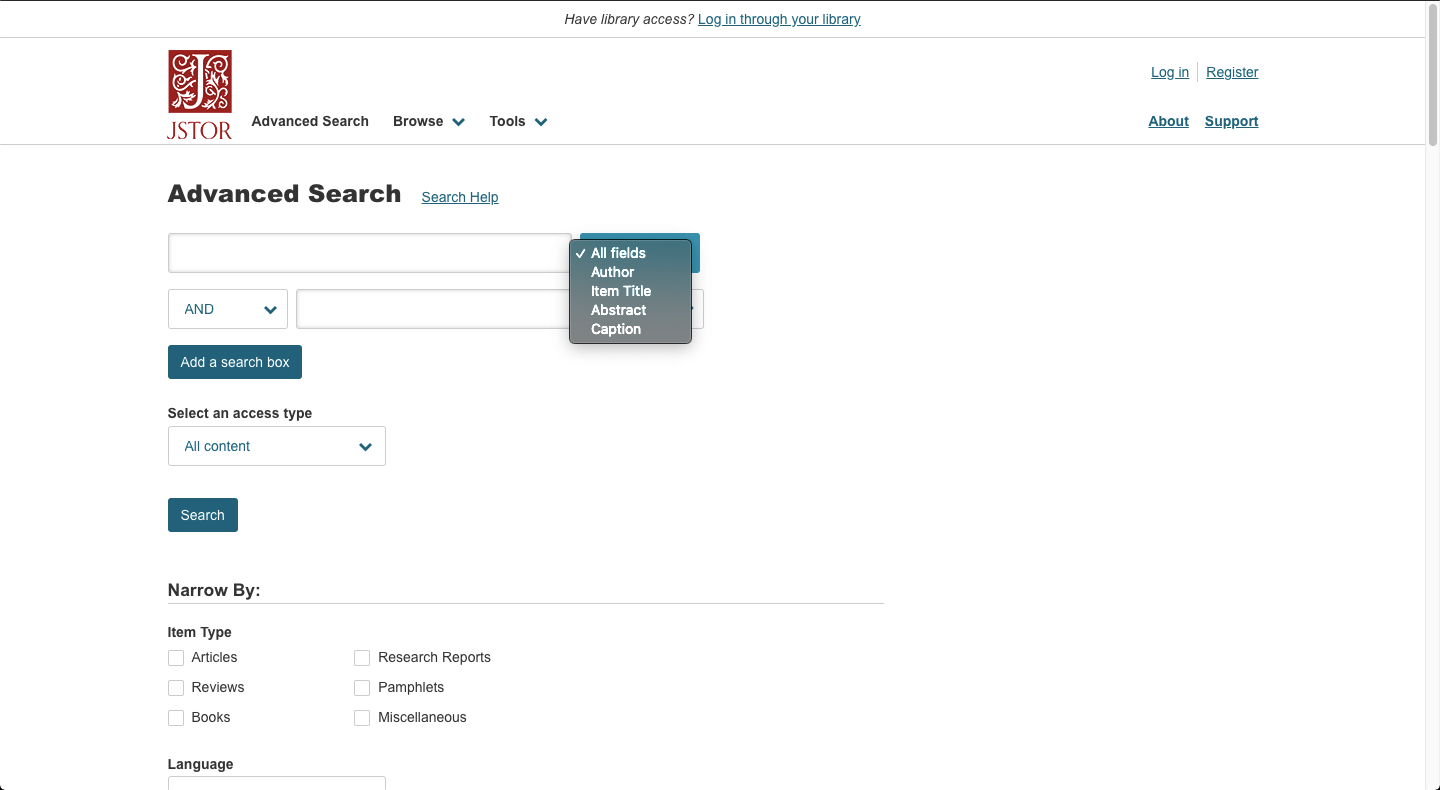 Have library access? Log in through your library
Log in Register
JSTOR
Advanced Search Browse Tools
About Support
Advanced Search Search Help
All fields
Author
Item Title
Abstract
Caption
AND
Add a search box
Select an access type
All content
Search
Narrow By:
Item Type
Articles Research Reports
Reviews Pamphlets
Books Miscellaneous
Language